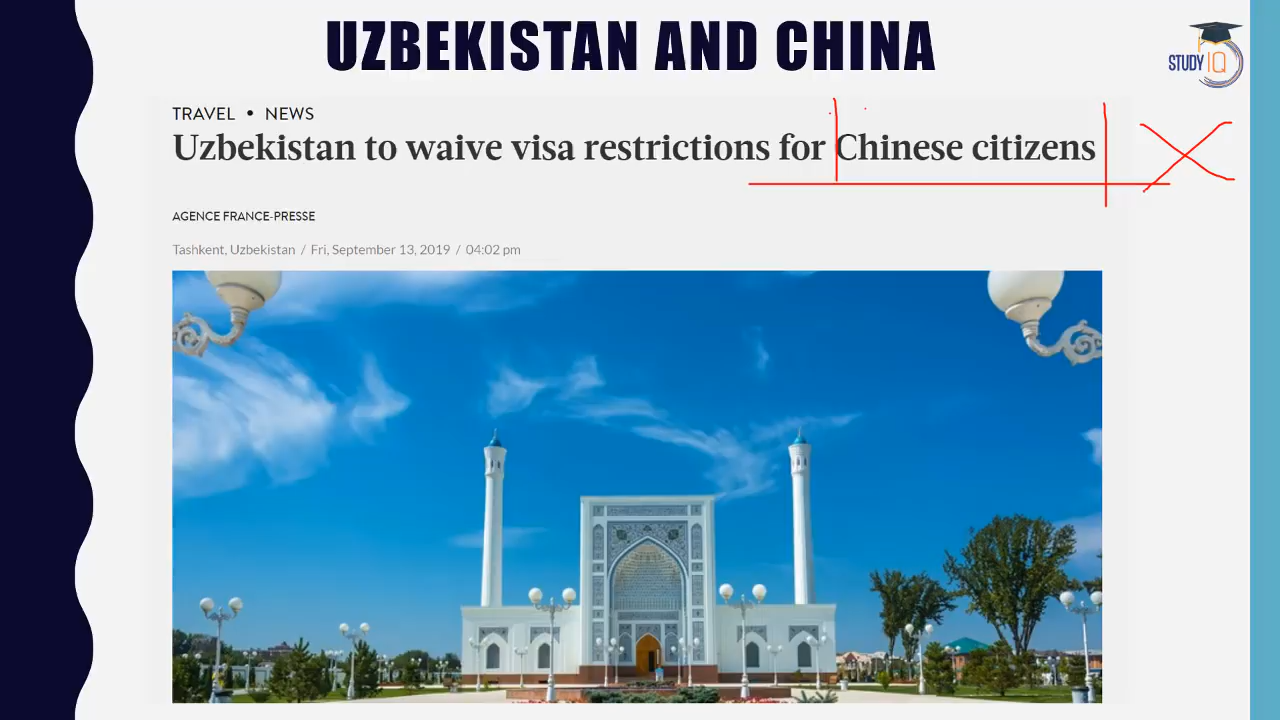 UZBEKISTAN AND CHINA
STUDY IQ
TRAVEL • NEWS
Uzbekistan to waive visa restrictions for Chinese citizens
AGENCE FRANCE-PRESSE
Tashkent, Uzbekistan / Fri, September 13, 2019 / 04:02 pm